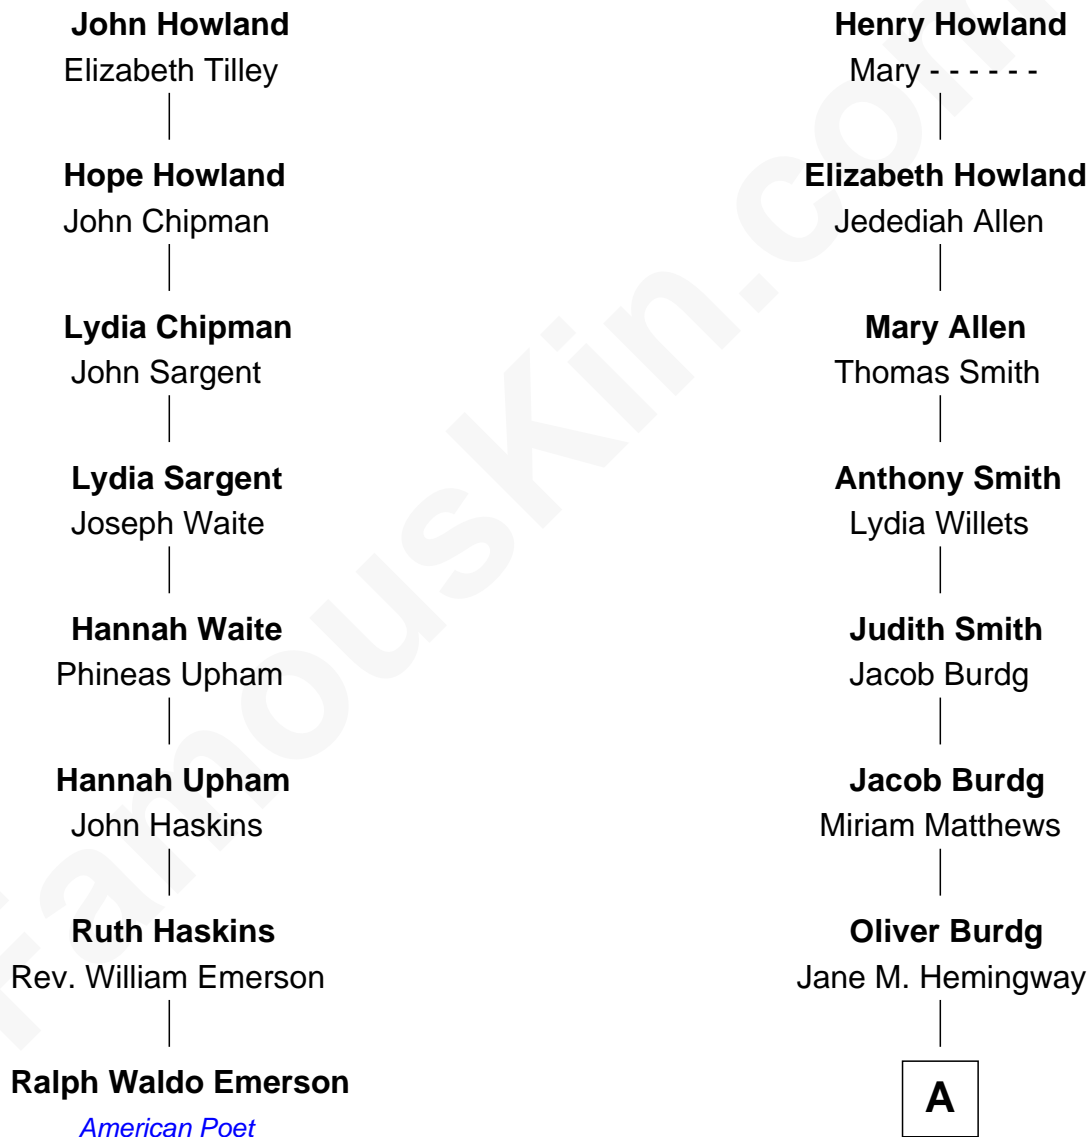 John Howland
Elizabeth Tilley
Hope Howland
John Chipman
Lydia Chipman
John Sargent
Lydia Sargent
Joseph Waite
Hannah Waite
Phineas Upham
Hannah Upham
John Haskins
Ruth Haskins
Rev. William Emerson
Ralph Waldo Emerson
American Poet
Henry Howland
Mary - - - - - -
Elizabeth Howland
Jedediah Allen
Mary Allen
Thomas Smith
Anthony Smith
Lydia Willets
Judith Smith
Jacob Burdg
Jacob Burdg
Miriam Matthews
Oliver Burdg
Jane M. Hemingway
A
FamousKin.com